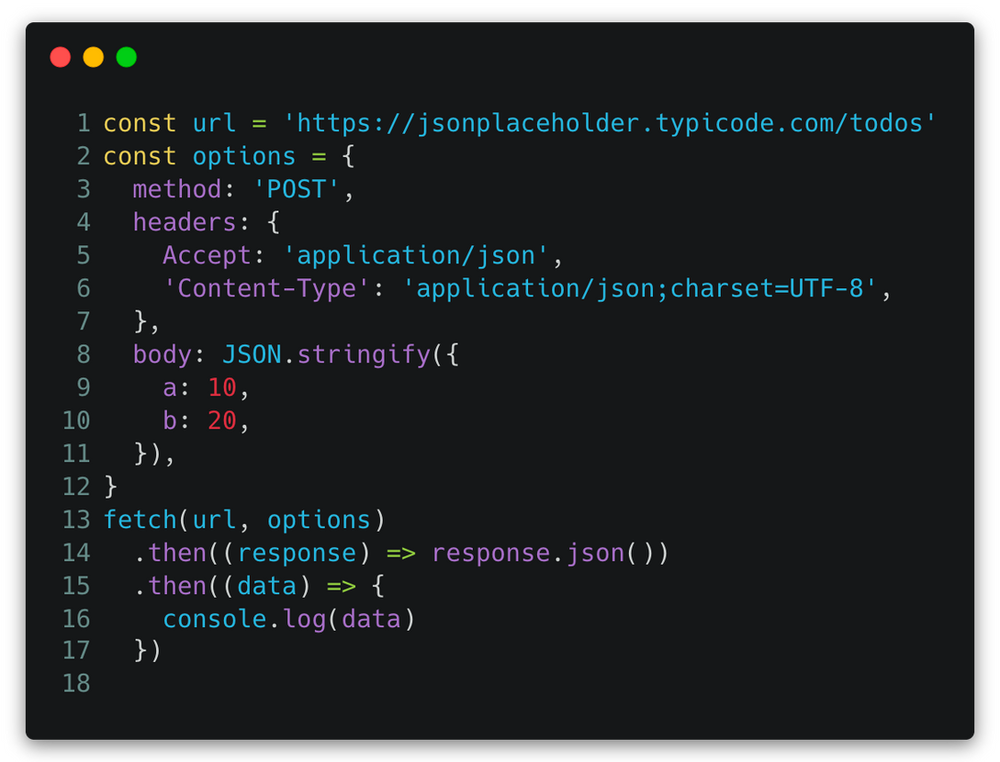 1 const url = 'https://jsonplaceholder.typicode.com/todos'
2 const options = {
3   method: 'POST',
4   headers: {
5     Accept: 'application/json',
6     'Content-Type': 'application/json;charset=UTF-8',
7   },
8   body: JSON.stringify({
9     a: 10,
10     b: 20,
11   }),
12 }
13 fetch(url, options)
14   .then((response) => response.json())
15   .then((data) => {
16     console.log(data)
17   })
18